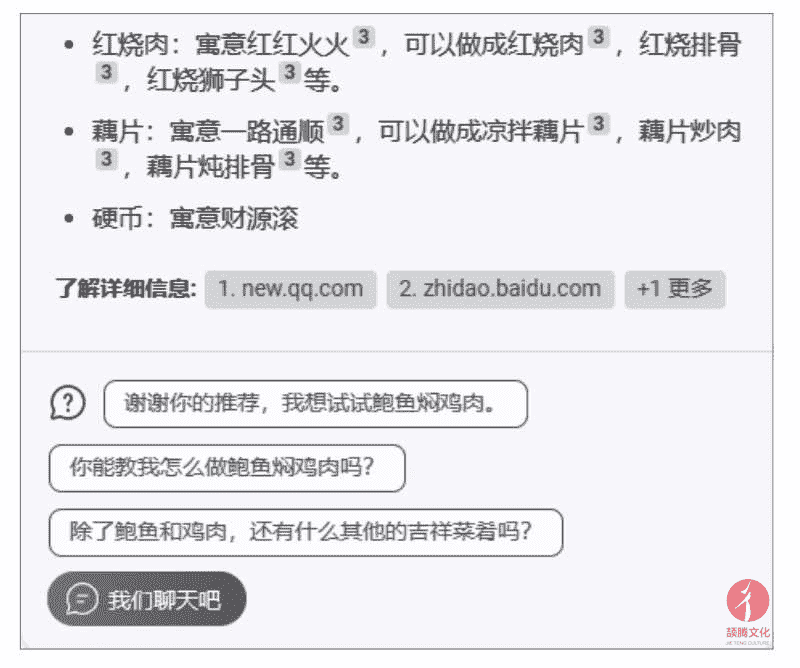 • 红烧肉：寓意红红火火 3 ，可以做成红烧肉 3 ，红烧排骨
3 ，红烧狮子头 3 等。
• 藕片：寓意一路通顺 3 ，可以做成凉拌藕片 3 ，藕片炒肉
3 ，藕片炖排骨 3 等。
• 硬币：寓意财源滚
了解详细信息: 1. new.qq.com 2. zhidao.baidu.com +1 更多
谢谢你的推荐，我想试试鲍鱼焖鸡肉。
你能教我怎么做鲍鱼焖鸡肉吗？
除了鲍鱼和鸡肉，还有什么其他的吉祥菜肴吗？
我们聊天吧
颉腾文化
JIE TENG CULTURE